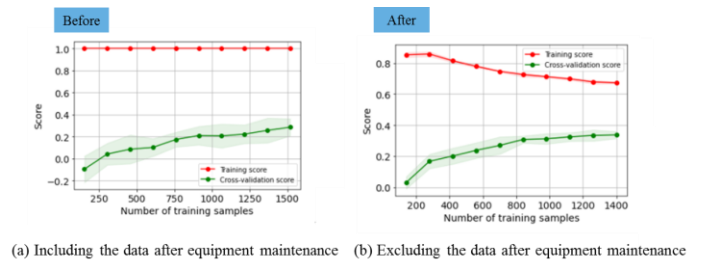 Before
After
1.0
0.8
0.6
0.4
0.2
0.0
−0.2
Score
Training score
Cross-validation score
250
500
750
1000
1250
1500
Number of training samples
0.8
0.6
0.4
0.2
0.0
Score
Training score
Cross-validation score
200
400
600
800
1000
1200
1400
Number of training samples
(a) Including the data after equipment maintenance
(b) Excluding the data after equipment maintenance